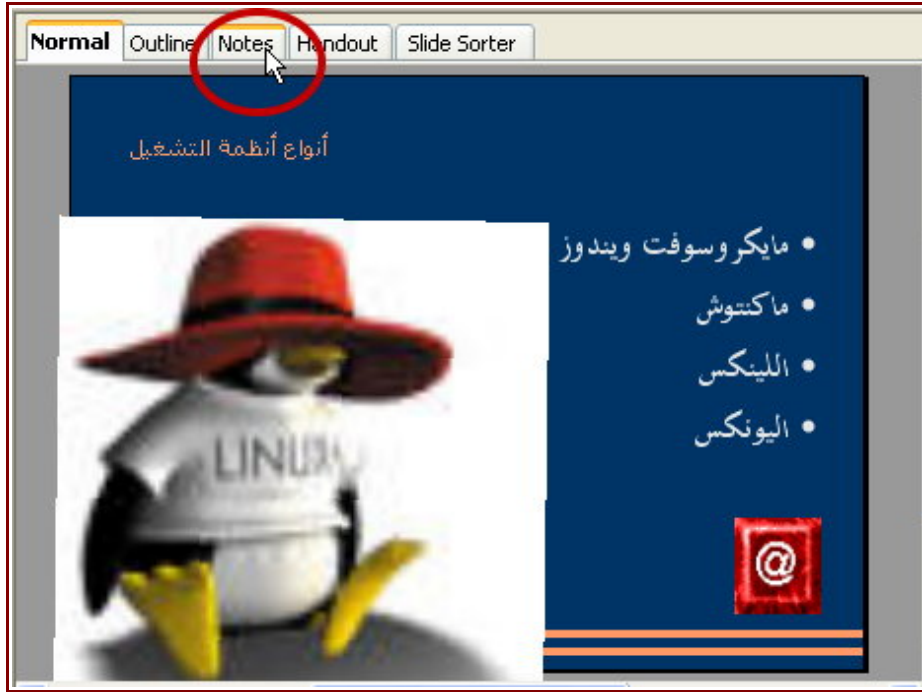 Normal Outline Notes Handout Slide Sorter
أنواع أنظمة التشغيل
• مايكروسوفت ويندوز
• ماكنتوش
• اللينكس
• اليونكس
LINUX
@